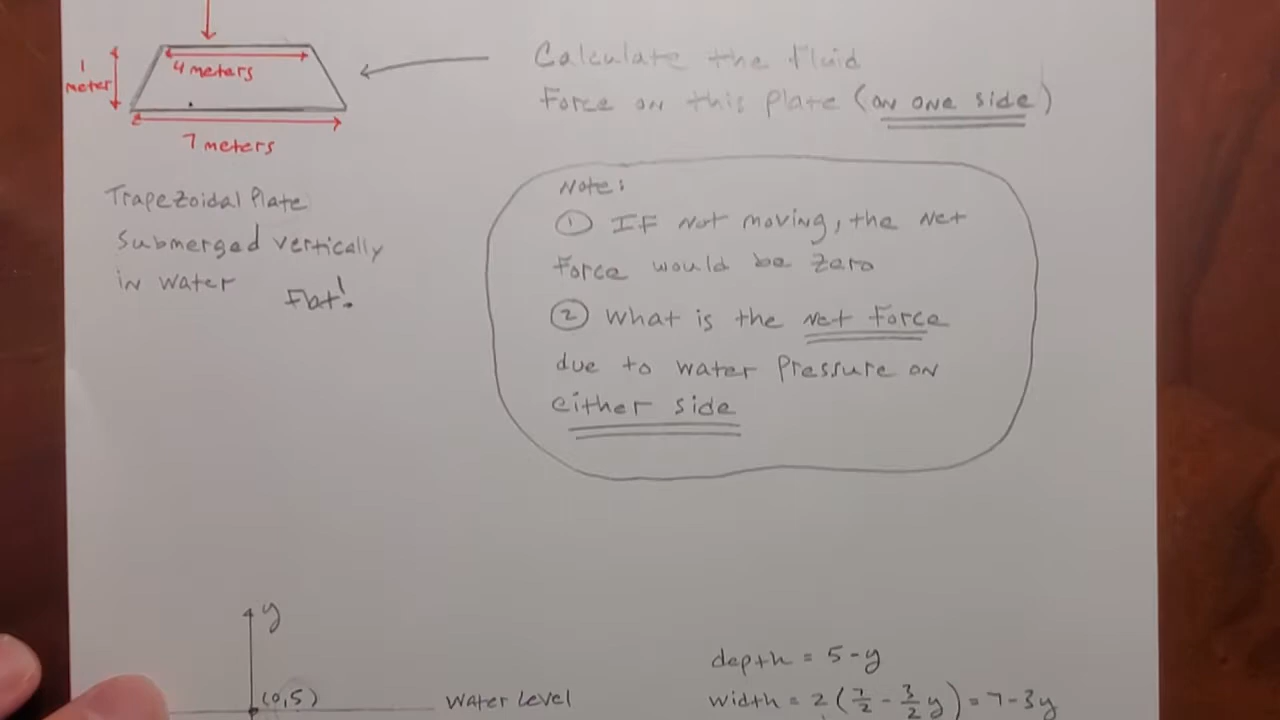 1 meter
4 meters
7 meters
Calculate the fluid
Force on this plate (on one side)
Trapezoidal Plate
Submerged vertically
in water Flat!
Note:
① If not moving, the net
Force would be zero
② What is the net force
due to water pressure on
either side
y
(0,5)
water Level
depth = 5 - y
width = 2 (7/2 - 3/2 y) = 7 - 3y